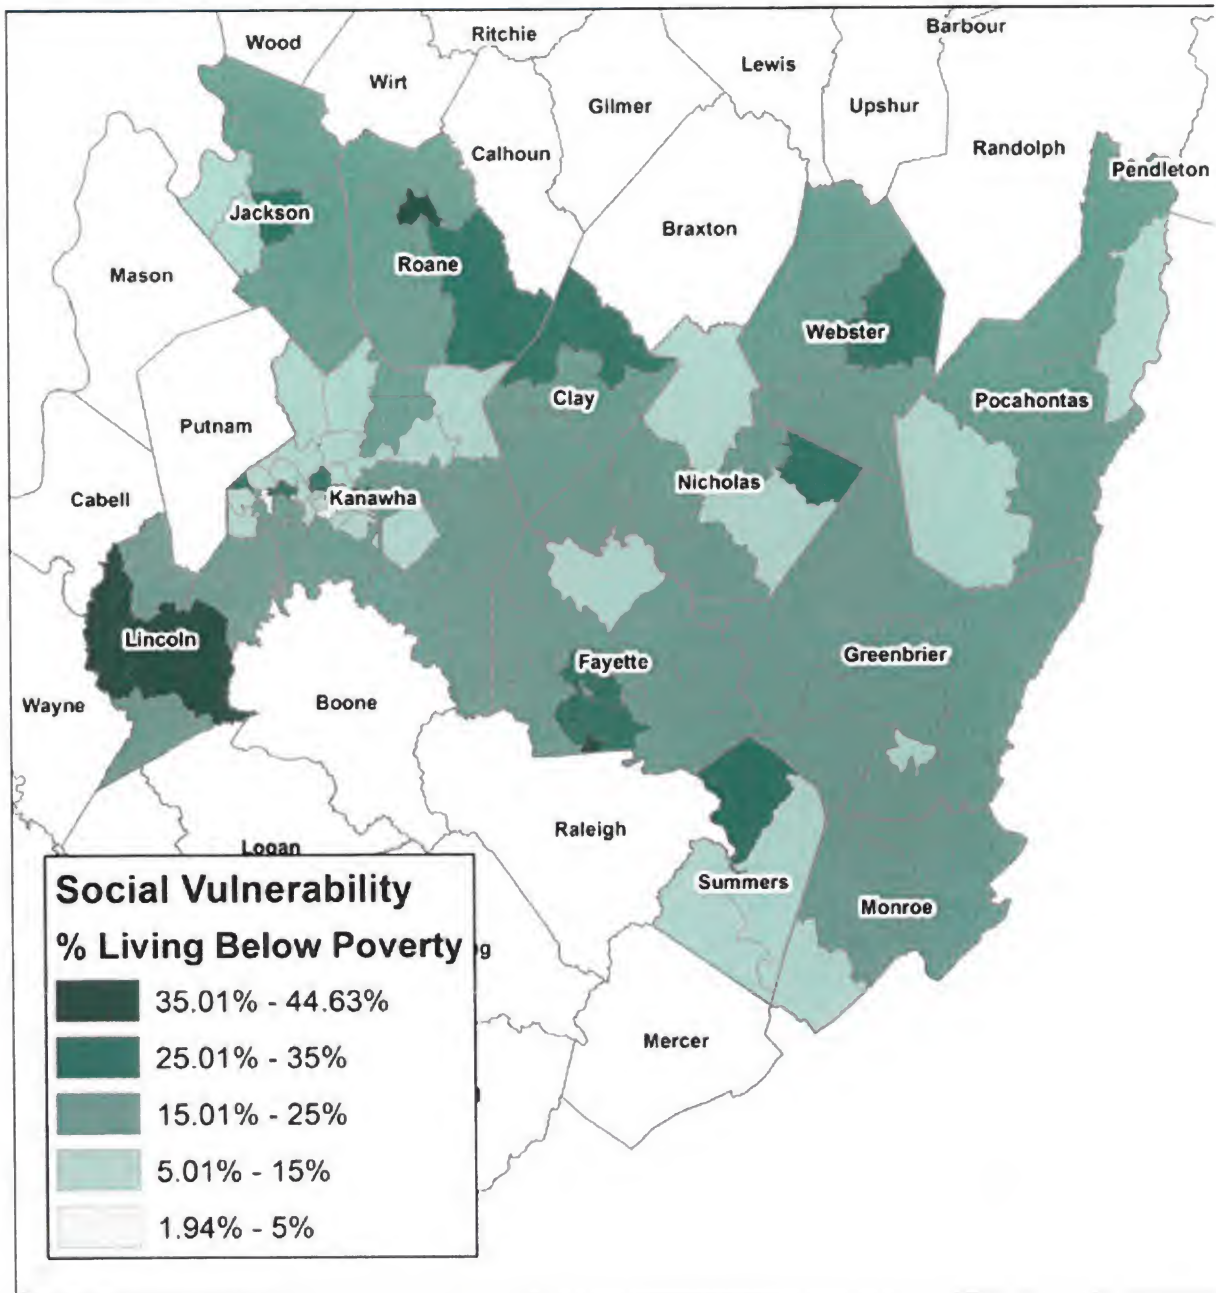 Barbour
Ritchie
Wood
Lewis
Wirt
Gilmer
Upshur
Randolph
Calhoun
Pendleton
Jackson
Braxton
Roane
Mason
Webster
Clay
Pocahontas
Putnam
Nicholas
Cabell
Kanawha
Lincoln
Greenbrier
Fayette
Wayne
Boone
Raleigh
Logan
Summers
Monroe
Mercer
Social Vulnerability
% Living Below Poverty
35.01% - 44.63%
25.01% - 35%
15.01% - 25%
5.01% - 15%
1.94% - 5%